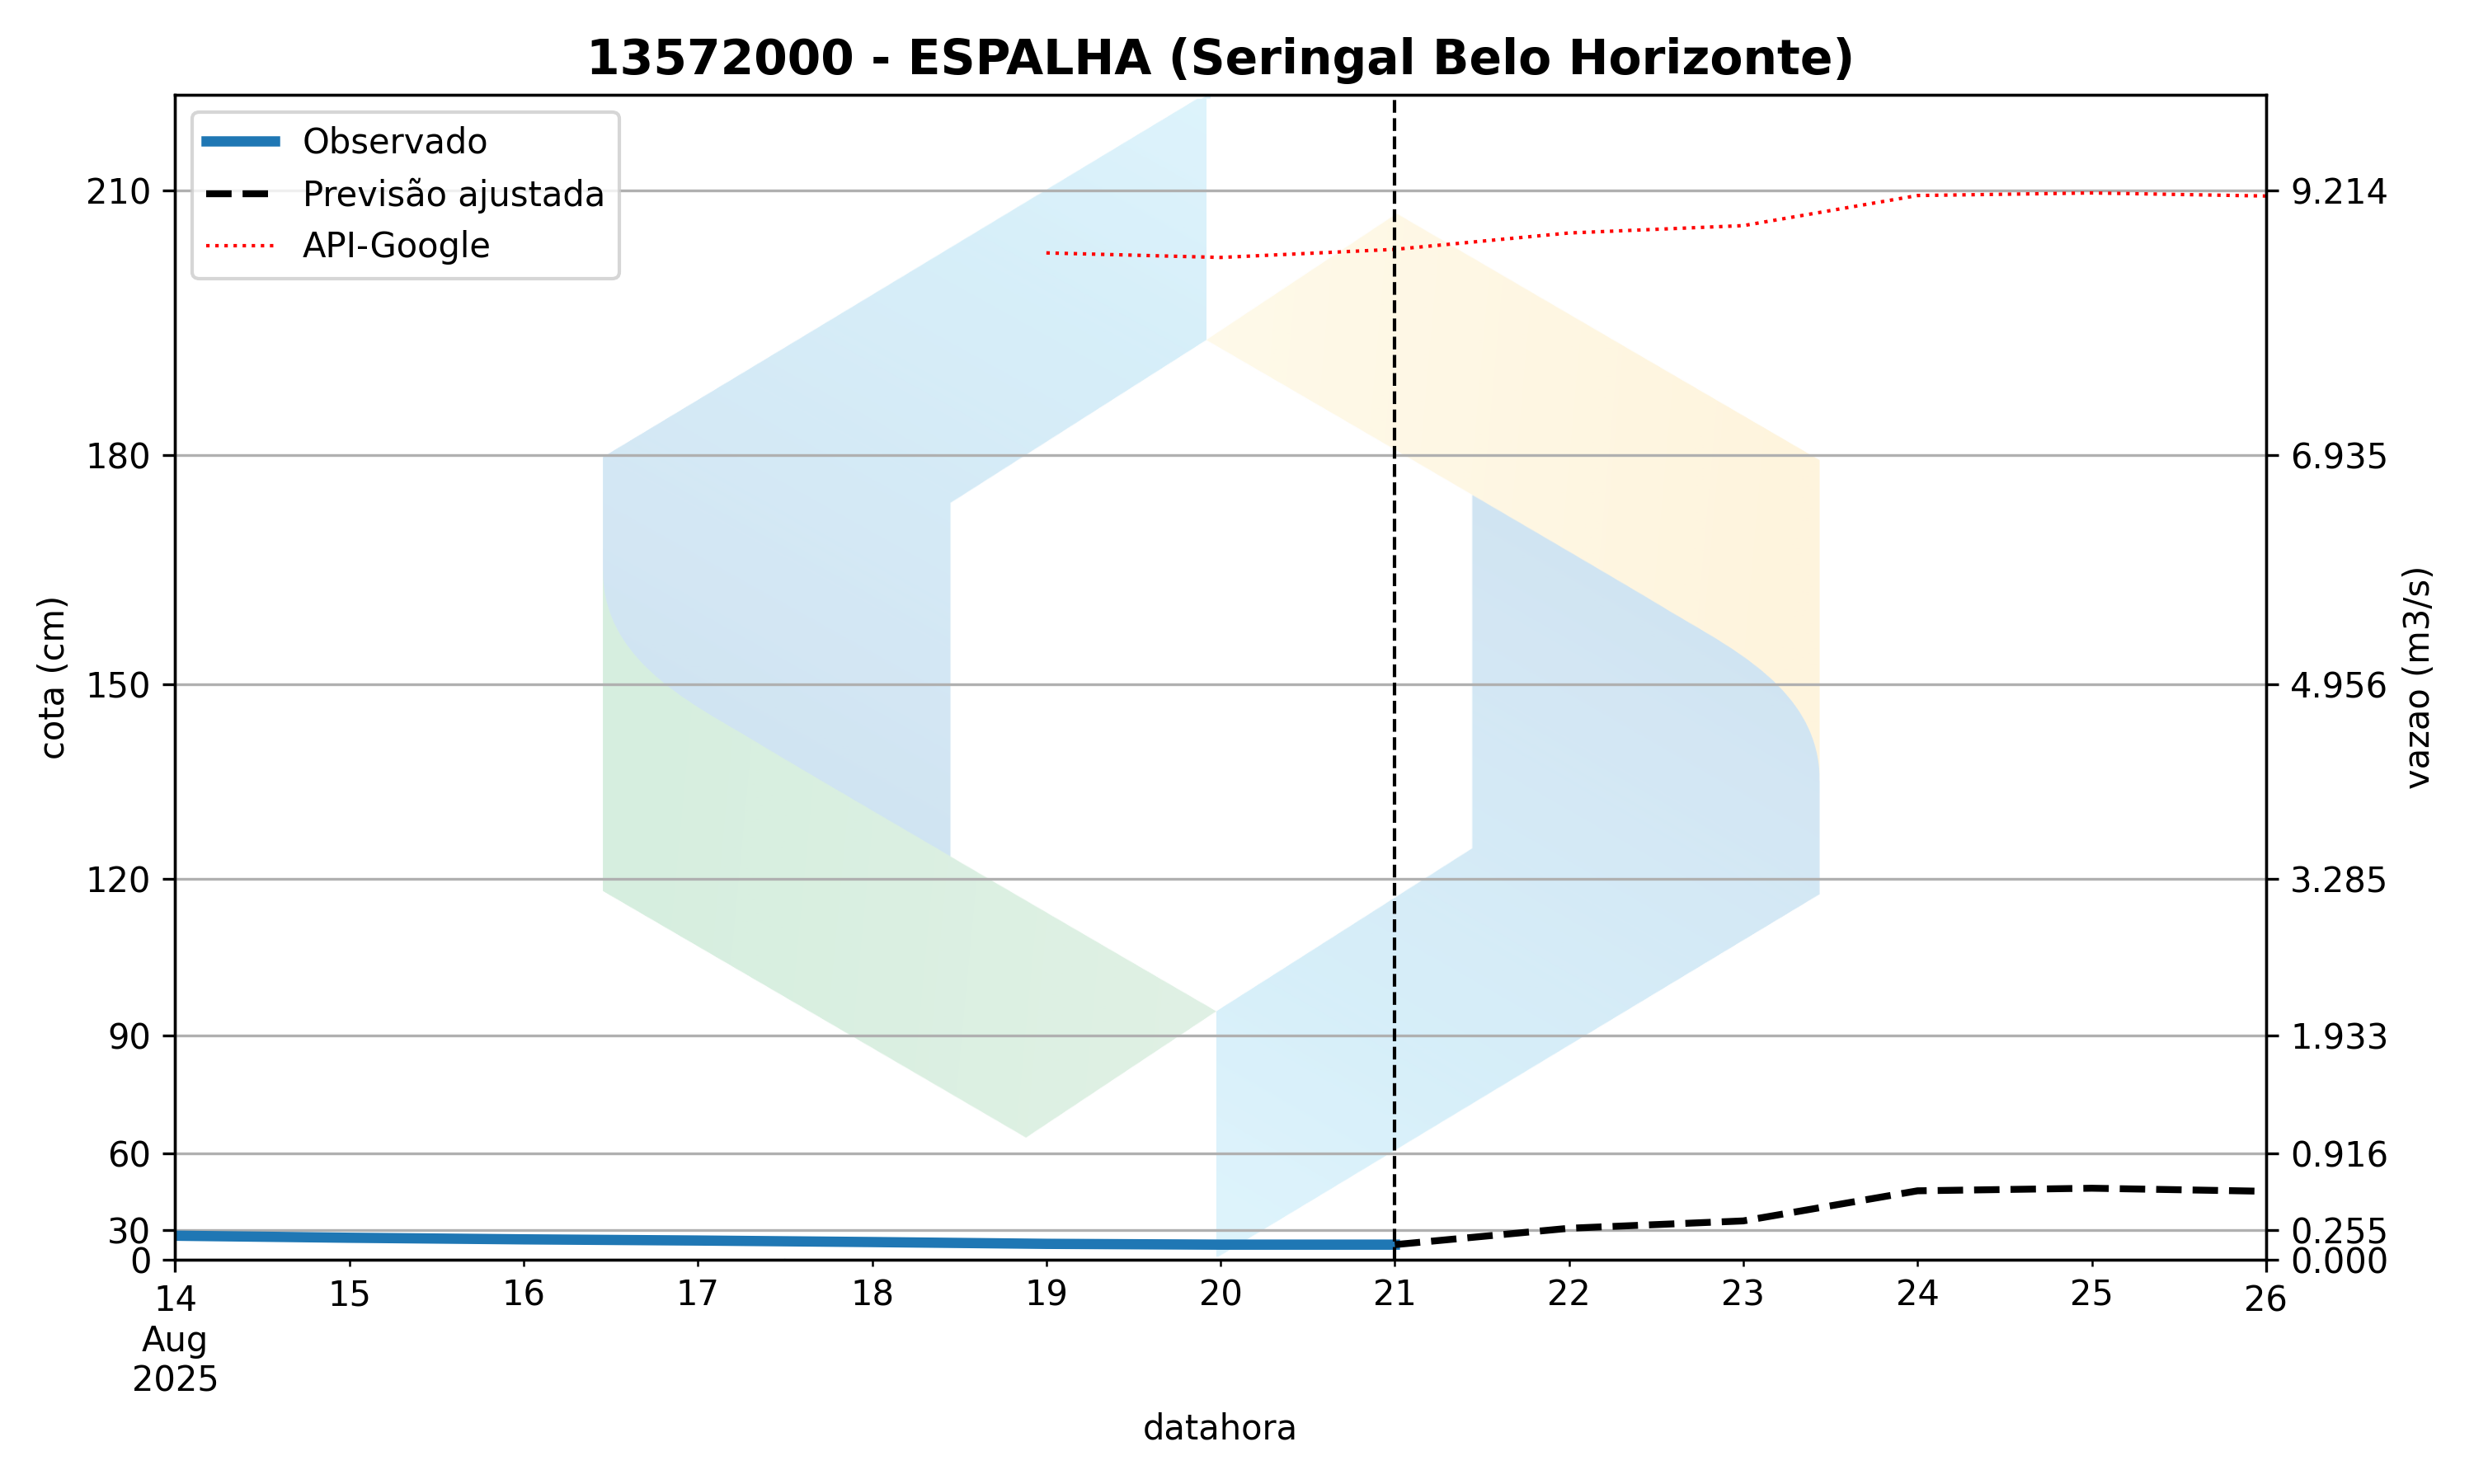 13572000 - ESPALHA (Seringal Belo Horizonte)
Observado
Previsão ajustada
API-Google
cota (cm)
210
180
150
120
90
60
30
0
9.214
6.935
4.956
3.285
1.933
0.916
0.255
0.000
vazao (m3/s)
14 15 16 17 18 19 20 21 22 23 24 25 26
Aug
2025
datahora